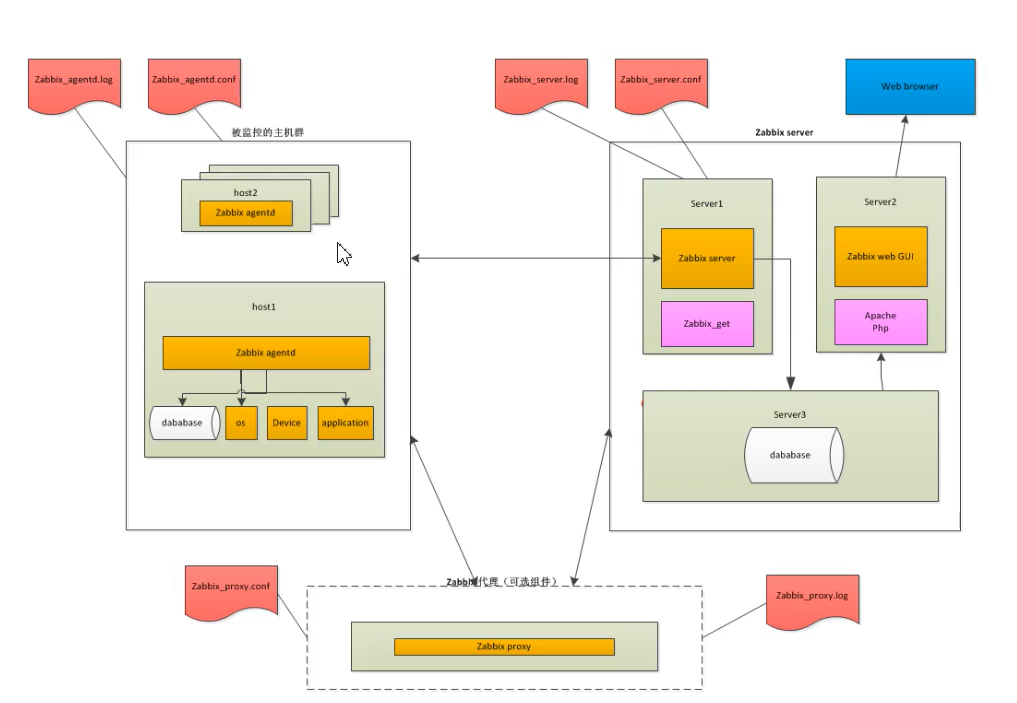 Zabbix_agentd.log
Zabbix_agentd.conf
Zabbix_server.log
Zabbix_server.conf
Web browser
被监控的主机群
Zabbix server
host2
Zabbix agentd
Server1
Server2
Zabbix server
Zabbix web GUI
Zabbix_get
Apache
Php
host1
Zabbix agentd
dababase
os
Device
application
Server3
dababase
Zabbix_proxy.conf
Zabbix代理（可选组件）
Zabbix_proxy.log
Zabbix proxy